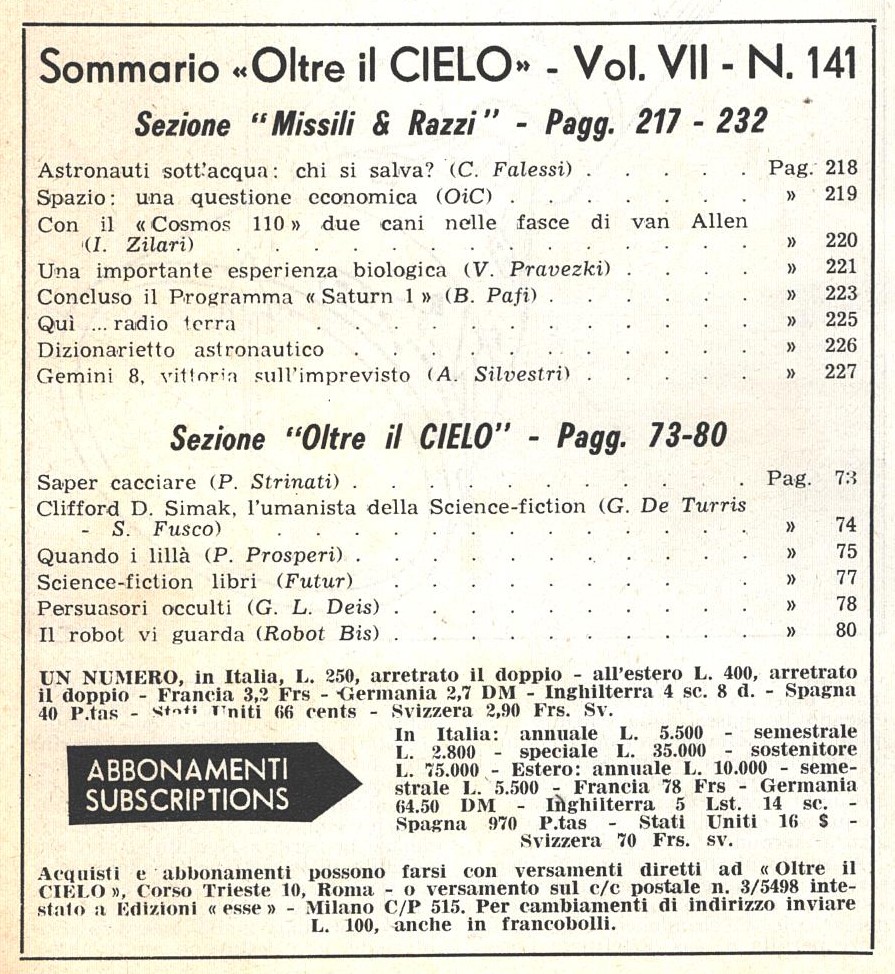 Sommario «Oltre il CIELO» - Vol. VII - N. 141
Sezione "Missili & Razzi" - Pagg. 217 - 232
Astronauti sott'acqua: chi si salva? (C. Falessi) . . . . . Pag. 218
Spazio: una questione economica (OiC) . . . . . . . » 219
Con il «Cosmos 110» due cani nelle fasce di van Allen
(I. Zilari) . . . . . . . . . . . . . » 220
Una importante esperienza biologica (V. Pravezki) . . . . » 221
Concluso il Programma «Saturn 1» (B. Pafi) . . . . . . » 223
Quì ... radio terra . . . . . . . . . . . » 225
Dizionarietto astronautico . . . . . . . . . . » 226
Gemini 8, vittoria sull'imprevisto (A. Silvestri) . . . . . » 227
Sezione "Oltre il CIELO" - Pagg. 73-80
Saper cacciare (P. Strinati) . . . . . . . . . . Pag. 73
Clifford D. Simak, l'umanista della Science-fiction (G. De Turris
- S. Fusco) . . . . . . . . . . . . » 74
Quando i lillà (P. Prosperi) . . . . . . . . . . » 75
Science-fiction libri (Futur) . . . . . . . . . » 77
Persuasori occulti (G. L. Deis) . . . . . . . . . » 78
Il robot vi guarda (Robot Bis) . . . . . . . . . » 80
UN NUMERO, in Italia, L. 250, arretrato il doppio - all'estero L. 400, arretrato
il doppio - Francia 3,2 Frs - Germania 2,7 DM - Inghilterra 4 sc. 8 d. - Spagna
40 P.tas - Stati Uniti 66 cents - Svizzera 2,90 Frs. Sv.
ABBONAMENTI
SUBSCRIPTIONS
In Italia: annuale L. 5.500 - semestrale
L. 2.800 - speciale L. 35.000 - sostenitore
L. 75.000 - Estero: annuale L. 10.000 - seme-
strale L. 5.500 - Francia 78 Frs - Germania
64.50 DM - Inghilterra 5 Lst. 14 sc. -
Spagna 970 P.tas - Stati Uniti 16 $ -
Svizzera 70 Frs. sv.
Acquisti e abbonamenti possono farsi con versamenti diretti ad «Oltre il
CIELO», Corso Trieste 10, Roma - o versamento sul c/c postale n. 3/5498 inte-
stato a Edizioni «esse» - Milano C/P 515. Per cambiamenti di indirizzo inviare
L. 100, anche in francobolli.